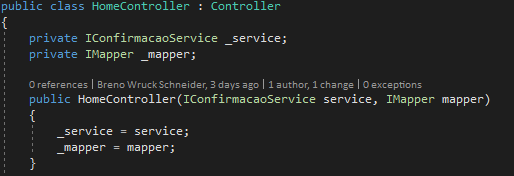 public class HomeController : Controller
{
private IConfirmacaoService _service;
private IMapper _mapper;
0 references | Breno Wruck Schneider, 3 days ago | 1 author, 1 change | 0 exceptions
public HomeController(IConfirmacaoService service, IMapper mapper)
{
_service = service;
_mapper = mapper;
}